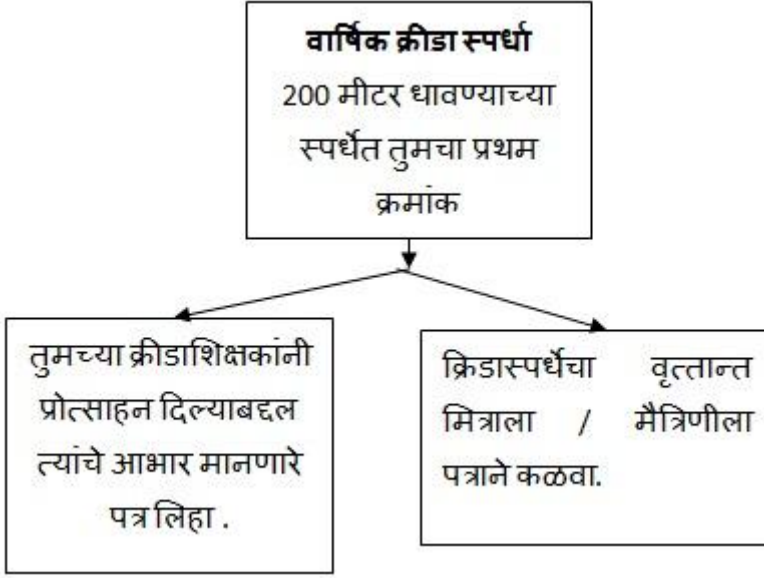 वार्षिक क्रीडा स्पर्धा
200 मीटर धावण्याच्या
स्पर्धेत तुमचा प्रथम
क्रमांक
तुमच्या क्रीडाशिक्षकांनी
प्रोत्साहन दिल्याबद्दल
त्यांचे आभार मानणारे
पत्र लिहा .
क्रिडास्पर्धेचा वृत्तान्त
मित्राला / मैत्रिणीला
पत्राने कळवा.